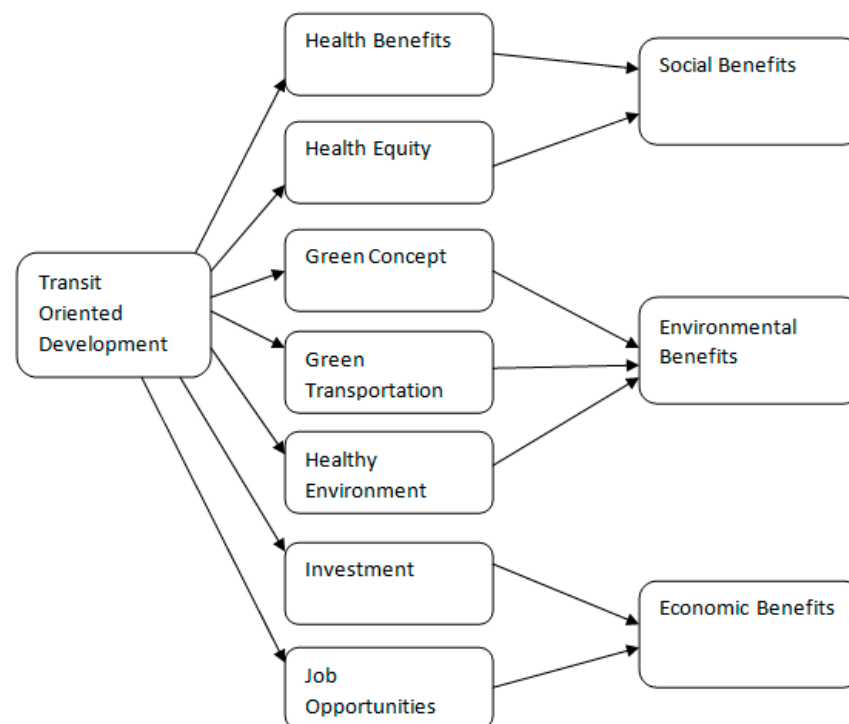 Health Benefits
Social Benefits
Health Equity
Green Concept
Transit
Oriented
Development
Environmental
Benefits
Green
Transportation
Healthy
Environment
Investment
Economic Benefits
Job
Opportunities